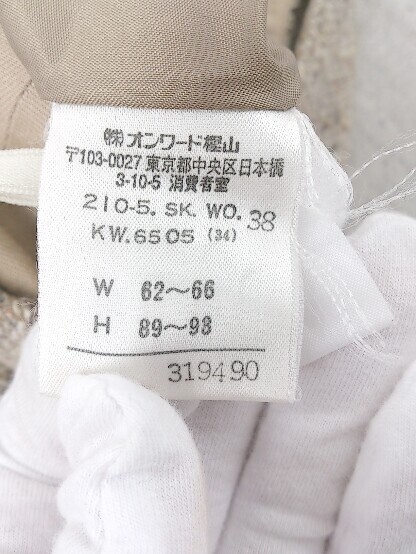 ㈱オンワード樫山
〒103-0027 東京都中央区日本橋
3-10-5 消費者室
210-5. SK. WO. 38
KW.6505 (34)
W 62〜66
H 89〜93
319490